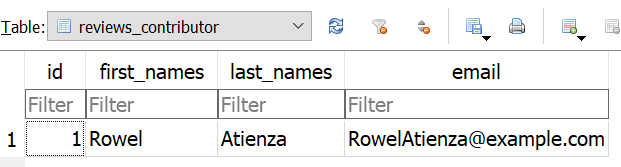 Table: reviews_contributor
id first_names last_names email
Filter Filter Filter Filter
1 1 Rowel Atienza RowelAtienza@example.com